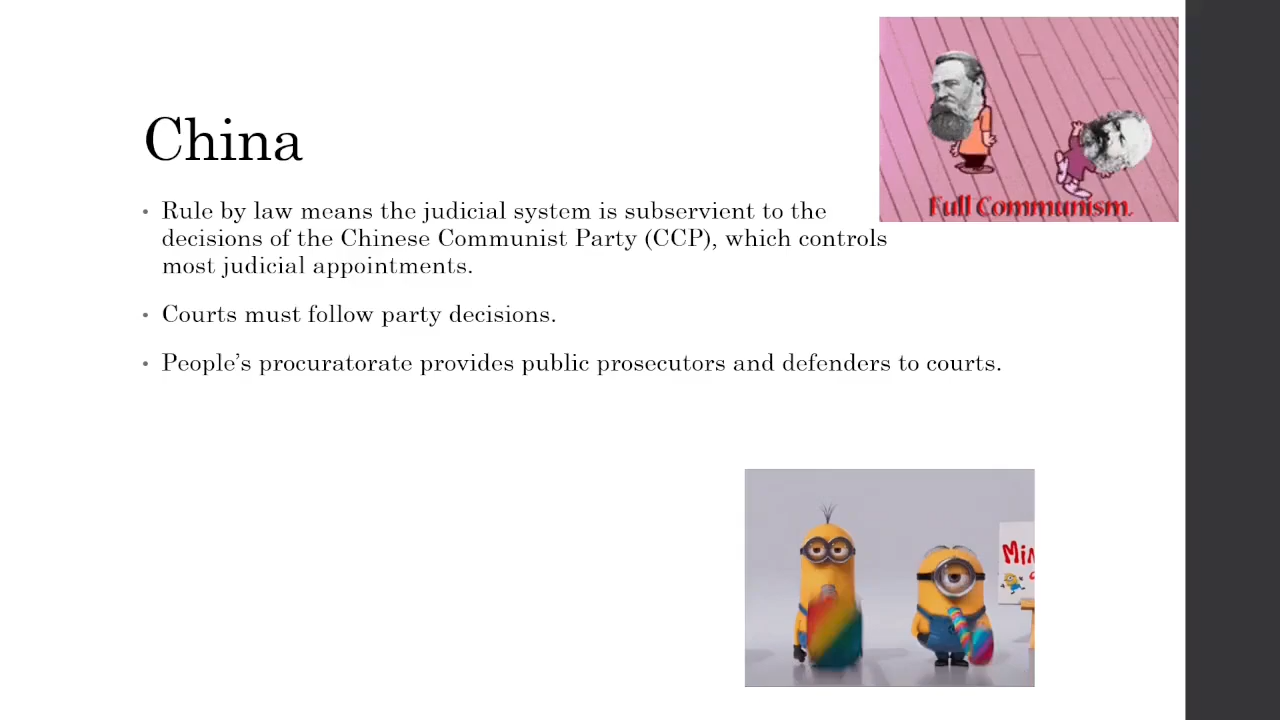 China
Full Communism.
• Rule by law means the judicial system is subservient to the
decisions of the Chinese Communist Party (CCP), which controls
most judicial appointments.
• Courts must follow party decisions.
• People’s procuratorate provides public prosecutors and defenders to courts.